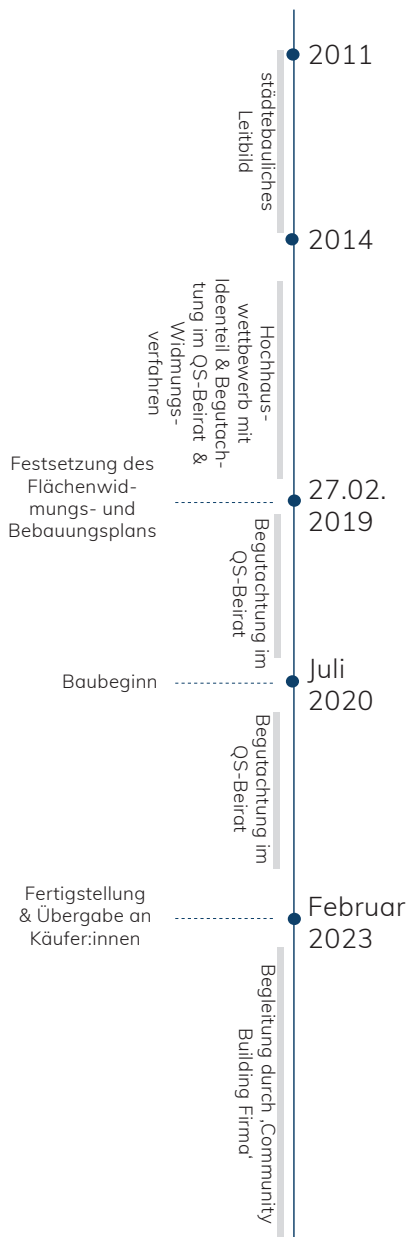 2011
städtebauliches
Leitbild
2014
Hochhaus-
wettbewerb mit
Ideenteil & Begutach-
tung im QS-Beirat &
Widmungs-
verfahren
Festsetzung des
Flächenwid-
mungs- und
Bebauungsplans
27.02.
2019
Begutachtung im
QS-Beirat
Baubeginn
Juli
2020
Begutachtung im
QS-Beirat
Fertigstellung
& Übergabe an
Käufer:innen
Februar
2023
Begleitung durch ‚Community
Building Firma‘